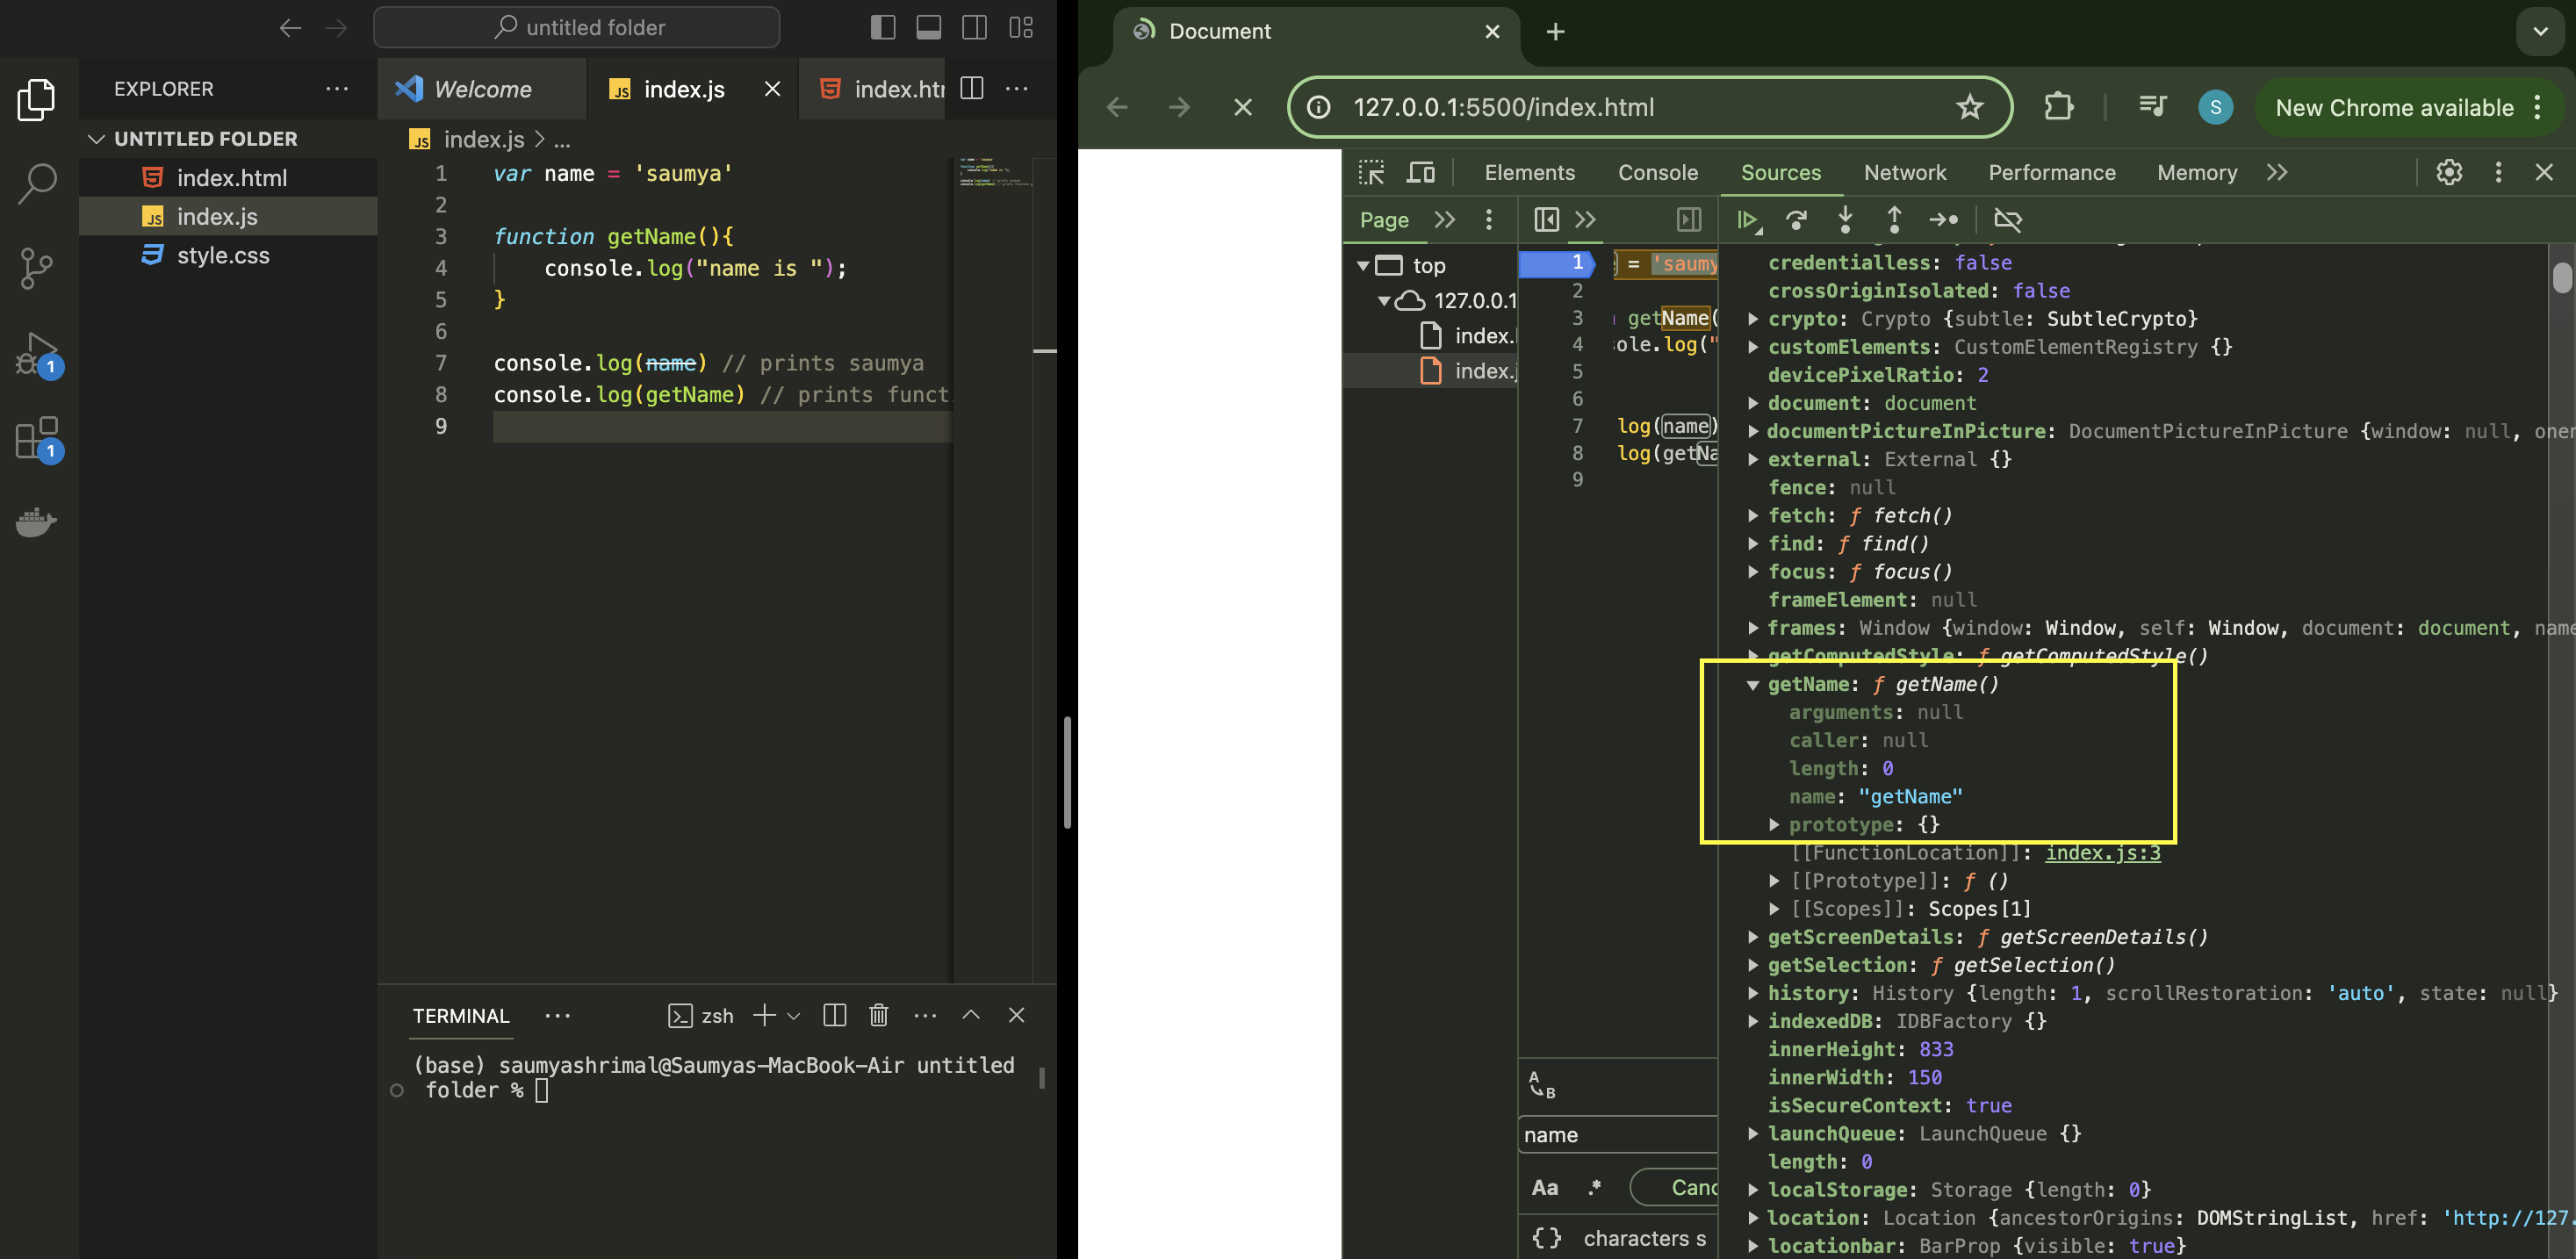 untitled folder
EXPLORER
UNTITLED FOLDER
index.html
index.js
style.css
1
1
Welcome
index.js
index.htm
index.js > ...
1 var name = 'saumya'
2
3 function getName(){
4 console.log("name is ");
5 }
6
7 console.log(name) // prints saumya
8 console.log(getName) // prints funct
9
TERMINAL
zsh
(base) saumyashrimal@Saumyas-MacBook-Air untitled
folder %
Document
127.0.0.1:5500/index.html
S
New Chrome available
Elements Console Sources Network Performance Memory
Page
top
127.0.0.1
index.
index.j
1 = 'saumy
2
3 getName(
4 ole.log("
5
6
7 log(name)
8 log(getNa
9
A
B
name
Aa .* Canc
{} characters s
credentialless: false
crossOriginIsolated: false
crypto: Crypto {subtle: SubtleCrypto}
customElements: CustomElementRegistry {}
devicePixelRatio: 2
document: document
documentPictureInPicture: DocumentPictureInPicture {window: null, oner
external: External {}
fence: null
fetch: ƒ fetch()
find: ƒ find()
focus: ƒ focus()
frameElement: null
frames: Window {window: Window, self: Window, document: document, name
getComputedStyle: ƒ getComputedStyle()
getName: ƒ getName()
arguments: null
caller: null
length: 0
name: "getName"
prototype: {}
[[FunctionLocation]]: index.js:3
[[Prototype]]: ƒ ()
[[Scopes]]: Scopes[1]
getScreenDetails: ƒ getScreenDetails()
getSelection: ƒ getSelection()
history: History {length: 1, scrollRestoration: 'auto', state: null}
indexedDB: IDBFactory {}
innerHeight: 833
innerWidth: 150
isSecureContext: true
launchQueue: LaunchQueue {}
length: 0
localStorage: Storage {length: 0}
location: Location {ancestorOrigins: DOMStringList, href: 'http://127.
locationbar: BarProp {visible: true}